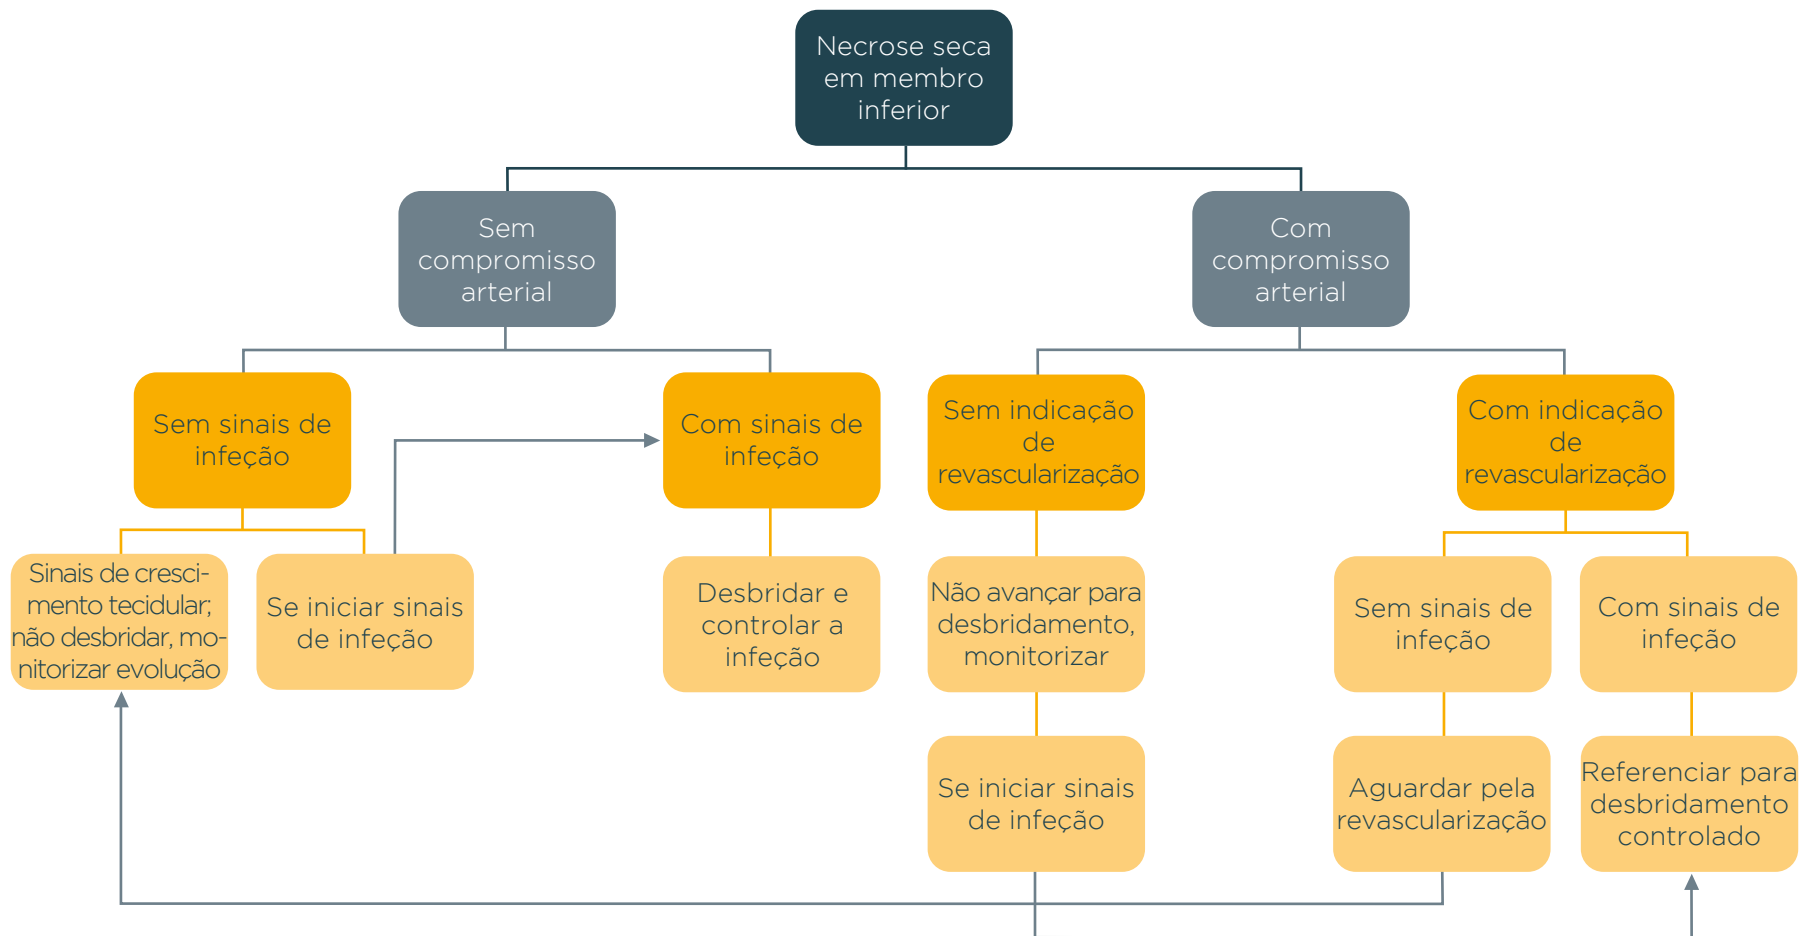 Necrose seca
em membro
inferior
Sem
compromisso
arterial
Com
compromisso
arterial
Sem sinais de
infeção
Com sinais de
infeção
Sem indicação
de
revascularização
Com indicação
de
revascularização
Sinais de cresci-
mento tecidular;
não desbridar, mo-
nitorizar evolução
Se iniciar sinais
de infeção
Desbridar e
controlar a
infeção
Não avançar para
desbridamento,
monitorizar
Sem sinais de
infeção
Com sinais de
infeção
Se iniciar sinais
de infeção
Aguardar pela
revascularização
Referenciar para
desbridamento
controlado